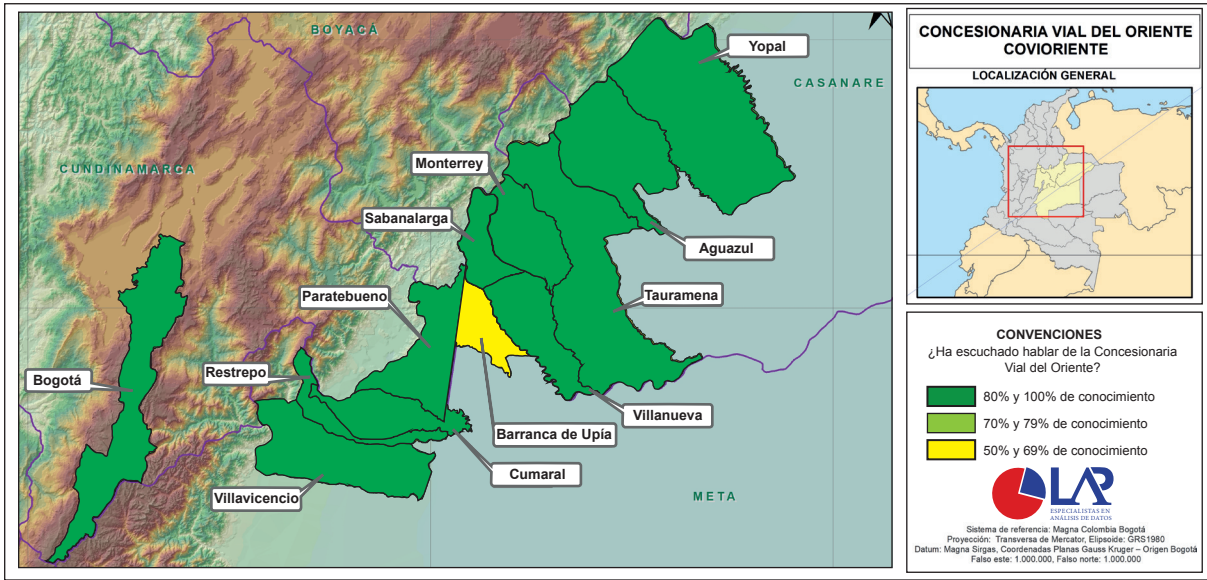 BOYACÁ
CASANARE
CUNDINAMARCA
META
Yopal
Monterrey
Sabanalarga
Aguazul
Paratebueno
Tauramena
Restrepo
Bogotá
Villanueva
Barranca de Upía
Cumaral
Villavicencio
CONCESIONARIA VIAL DEL ORIENTE
COVIORIENTE
LOCALIZACIÓN GENERAL
CONVENCIONES
¿Ha escuchado hablar de la Concesionaria
Vial del Oriente?
80% y 100% de conocimiento
70% y 79% de conocimiento
50% y 69% de conocimiento
LAP
ESPECIALISTAS EN
ANÁLISIS DE DATOS
Sistema de referencia: Magna Colombia Bogotá
Proyección: Transversa de Mercator, Elipsoide: GRS1980
Datum: Magna Sirgas, Coordenadas Planas Gauss Kruger – Origen Bogotá
Falso este: 1.000.000, Falso norte: 1.000.000